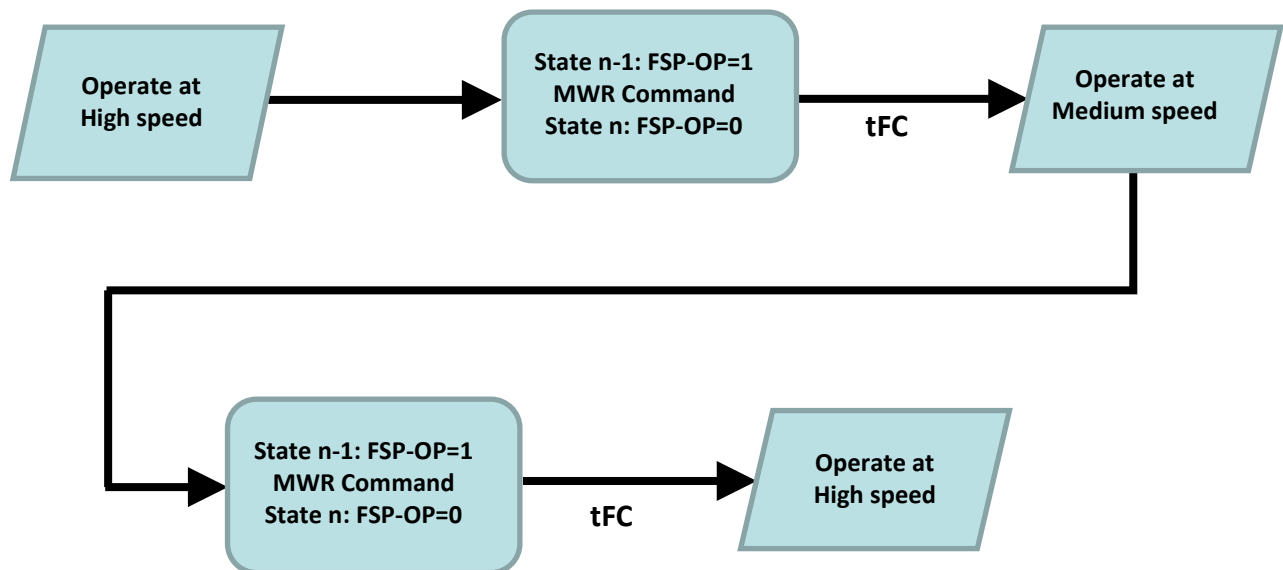 Operate at
High speed
State n-1: FSP-OP=1
MWR Command
State n: FSP-OP=0
tFC
Operate at
Medium speed
State n-1: FSP-OP=1
MWR Command
State n: FSP-OP=0
tFC
Operate at
High speed